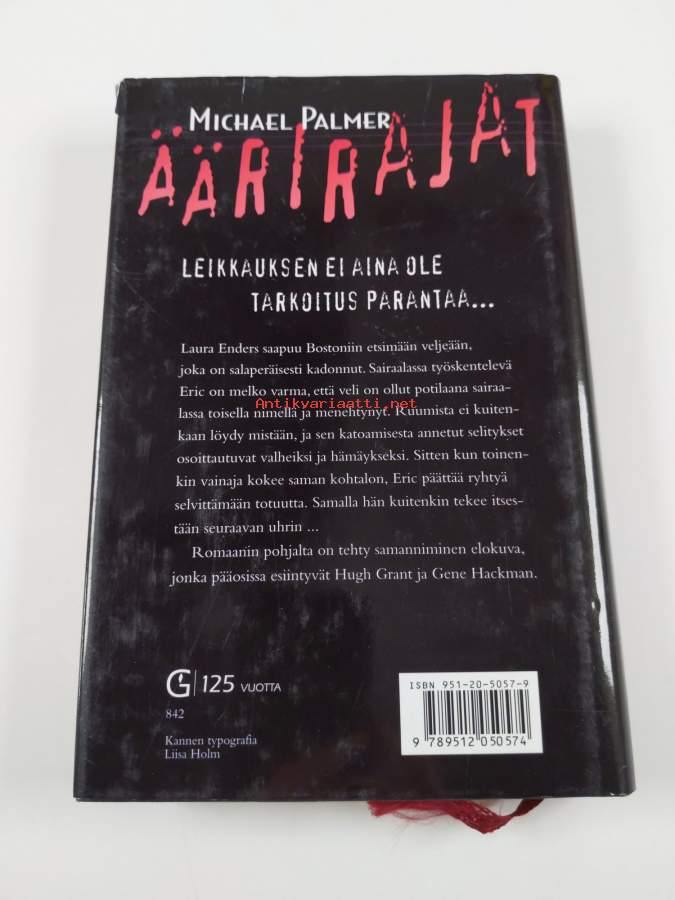 MICHAEL PALMER
ÄÄRIRAJAT
LEIKKAUKSEN EI AINA OLE
TARKOITUS PARANTAA...
Laura Enders saapuu Bostoniin etsimään veljeään,
joka on salaperäisesti kadonnut. Sairaalassa työskentelevä
Eric on melko varma, että veli on ollut potilaana sairaa-
lassa toisella nimellä ja menehtynyt. Ruumista ei kuiten-
Antikvariaatti.net
kaan löydy mistään, ja sen katoamisesta annetut selitykset
osoittautuvat valheiksi ja hämäykseksi. Sitten kun toinen-
kin vainaja kokee saman kohtalon, Eric päättää ryhtyä
selvittämään totuutta. Samalla hän kuitenkin tekee itses-
tään seuraavan uhrin ...
Romaanin pohjalta on tehty samanniminen elokuva,
jonka pääosissa esiintyvät Hugh Grant ja Gene Hackman.
G 125 VUOTTA
842
Kannen typografia
Liisa Holm
ISBN 951-20-5057-9
9 789512 050574